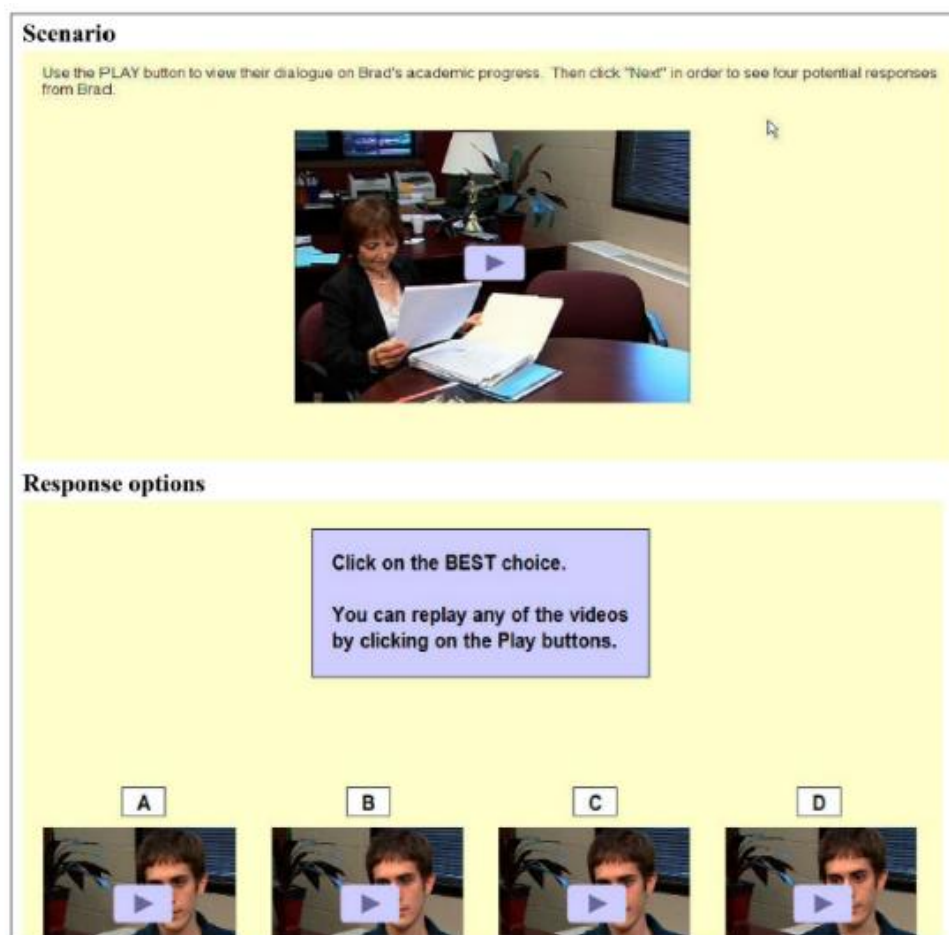 Scenario
Use the PLAY button to view their dialogue on Brad's academic progress. Then click "Next" in order to see four potential responses
from Brad.
Response options
Click on the BEST choice.
You can replay any of the videos
by clicking on the Play buttons.
A B C D